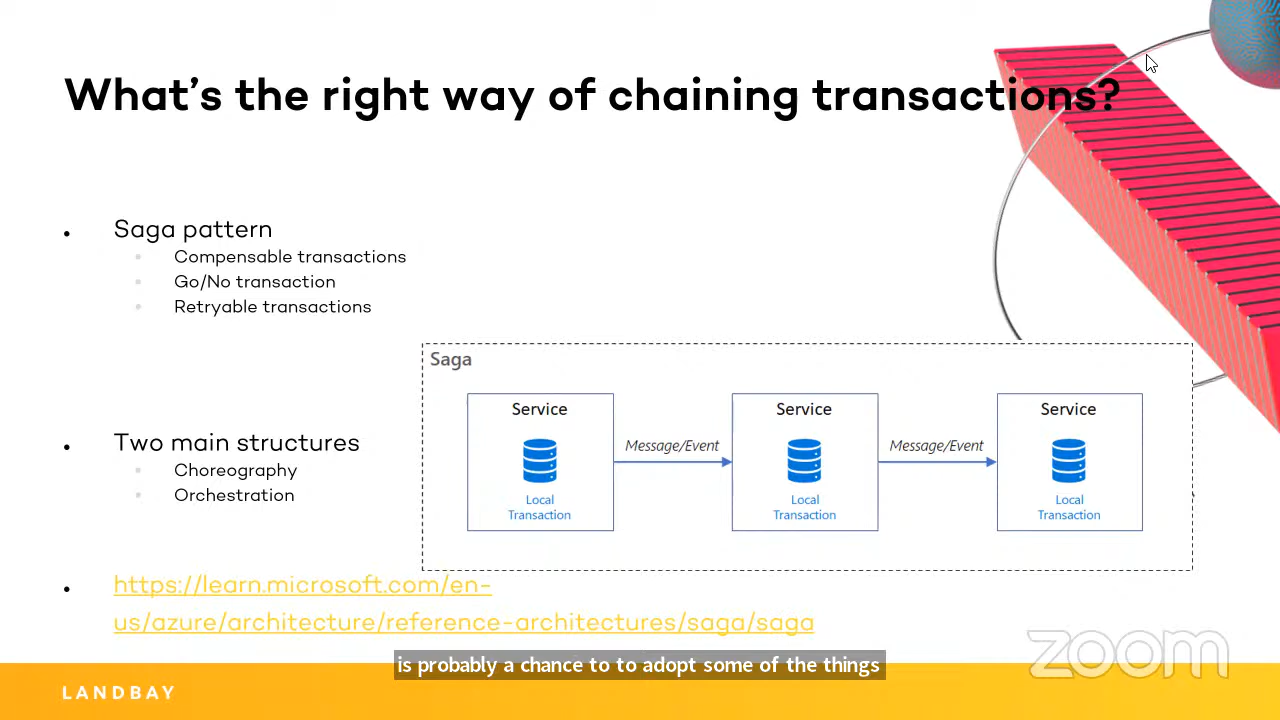 What's the right way of chaining transactions?
Saga pattern
Compensable transactions
Go/No transaction
Retryable transactions
Two main structures
Choreography
Orchestration
Saga
Service
Local
Transaction
Message/Event
Service
Local
Transaction
Message/Event
Service
Local
Transaction
https://learn.microsoft.com/en-
us/azure/architecture/reference-architectures/saga/saga
is probably a chance to to adopt some of the things
LANDBAY
zoom